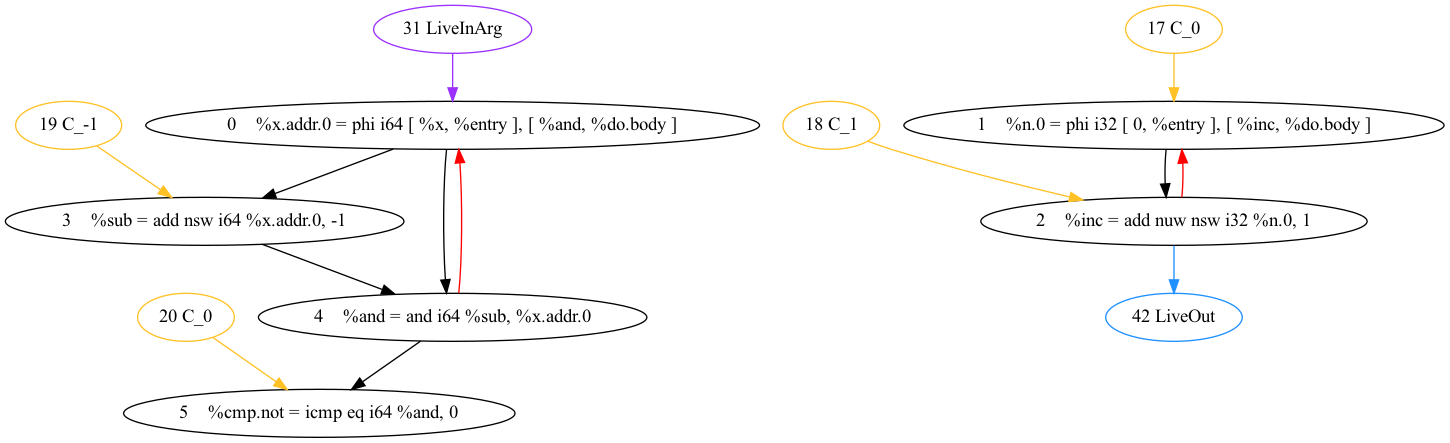 31 LiveInArg
17 C_0
19 C_-1
0 %x.addr.0 = phi i64 [ %x, %entry ], [ %and, %do.body ]
18 C_1
1 %n.0 = phi i32 [ 0, %entry ], [ %inc, %do.body ]
3 %sub = add nsw i64 %x.addr.0, -1
2 %inc = add nuw nsw i32 %n.0, 1
20 C_0
4 %and = and i64 %sub, %x.addr.0
42 LiveOut
5 %cmp.not = icmp eq i64 %and, 0